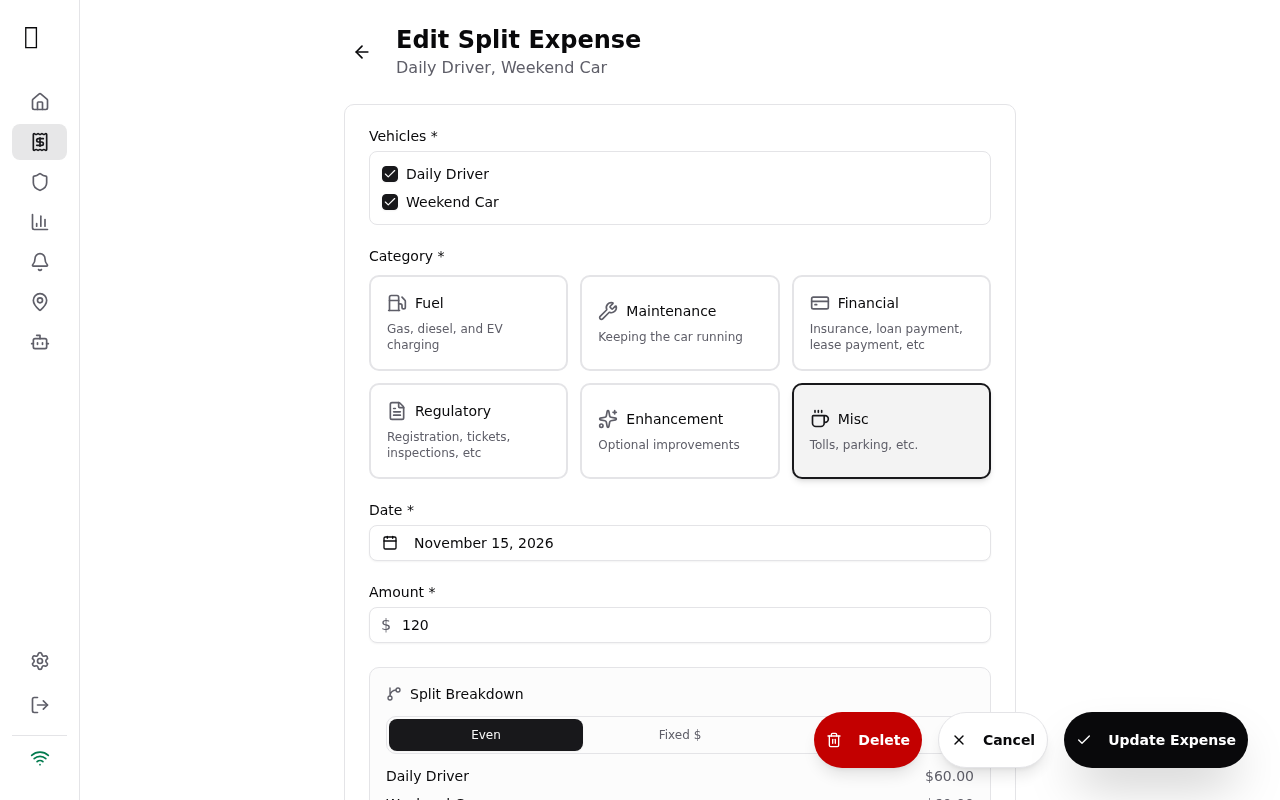 Edit Split Expense
Daily Driver, Weekend Car
Vehicles *
Daily Driver
Weekend Car
Category *
Fuel
Gas, diesel, and EV
charging
Maintenance
Keeping the car running
Financial
Insurance, loan payment,
lease payment, etc
Regulatory
Registration, tickets,
inspections, etc
Enhancement
Optional improvements
Misc
Tolls, parking, etc.
Date *
November 15, 2026
Amount *
$ 120
Split Breakdown
Even
Fixed $
Delete
Cancel
Update Expense
Daily Driver
$60.00